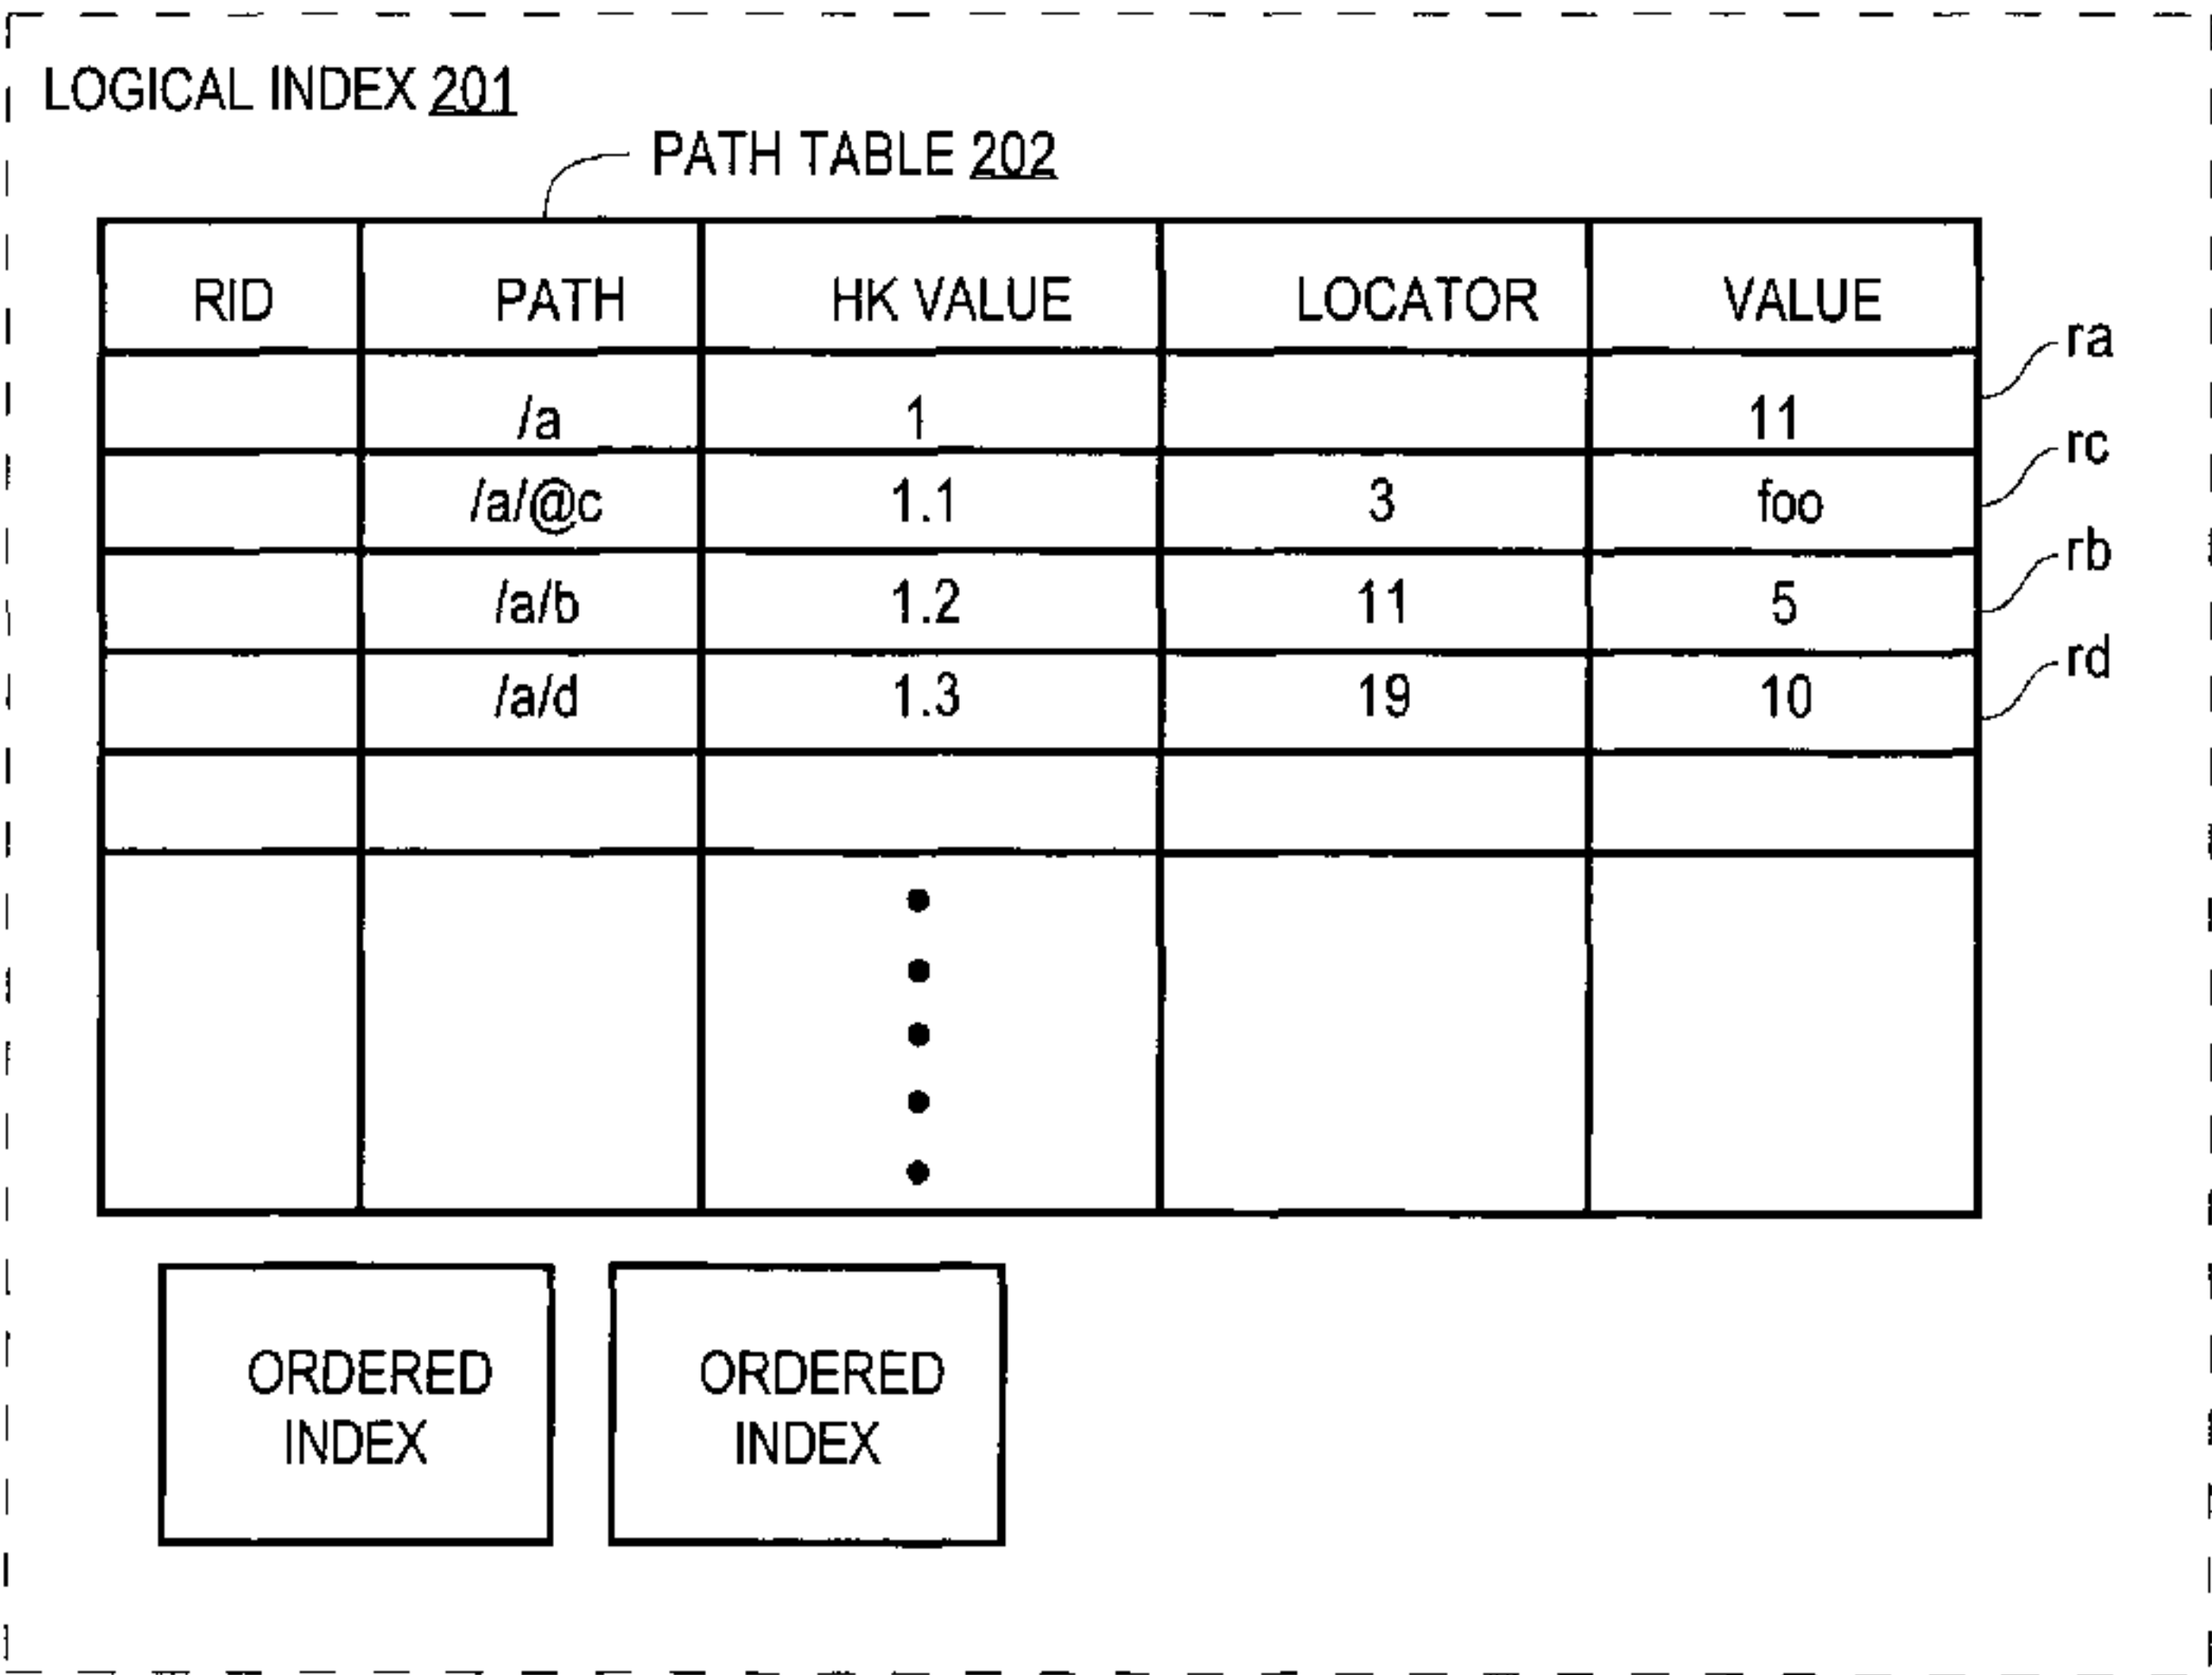 LOGICAL INDEX 201
PATH TABLE 202
RID PATH HK VALUE LOCATOR VALUE
ra
/a 1 11
rc
/a/@c 1.1 3 foo
rb
/a/b 1.2 11 5
rd
/a/d 1.3 19 10
ORDERED ORDERED
INDEX INDEX